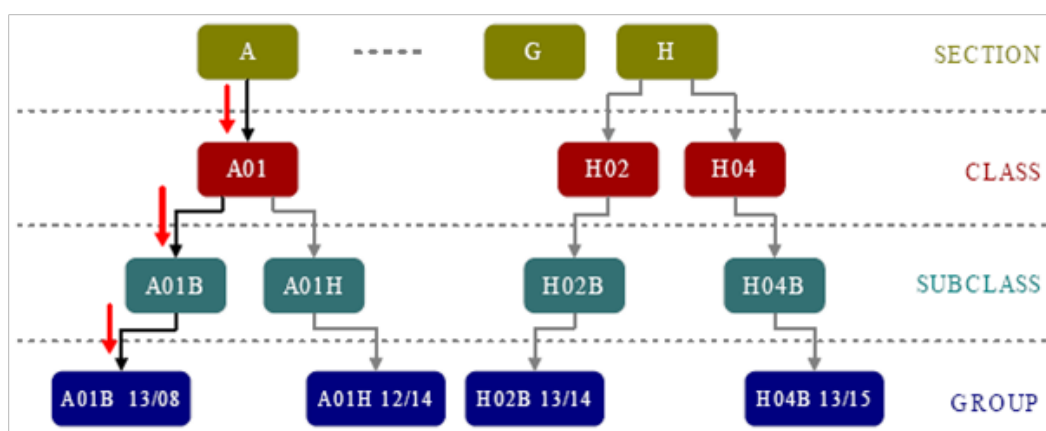 A
G
H
SECTION
A01
H02
H04
CLASS
A01B
A01H
H02B
H04B
SUBCLASS
A01B 13/08
A01H 12/14
H02B 13/14
H04B 13/15
GROUP